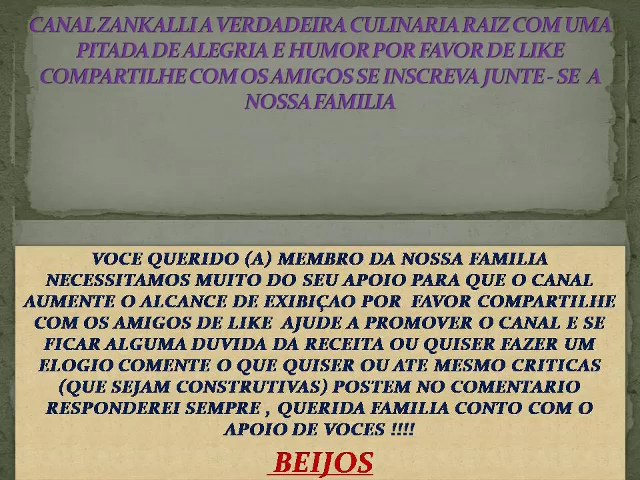 CANAL ZANKALLI A VERDADEIRA CULINARIA RAIZ COM UMA
PITADA DE ALEGRIA E HUMOR POR FAVOR DE LIKE
COMPARTILHE COM OS AMIGOS SE INSCREVA JUNTE - SE A
NOSSA FAMILIA
VOCE QUERIDO (A) MEMBRO DA NOSSA FAMILIA
NECESSITAMOS MUITO DO SEU APOIO PARA QUE O CANAL
AUMENTE O ALCANCE DE EXIBIÇAO POR FAVOR COMPARTILHE
COM OS AMIGOS DE LIKE AJUDE A PROMOVER O CANAL E SE
FICAR ALGUMA DUVIDA DA RECEITA OU QUISER FAZER UM
ELOGIO COMENTE O QUE QUISER OU ATE MESMO CRITICAS
(QUE SEJAM CONSTRUTIVAS) POSTEM NO COMENTARIO
RESPONDEREI SEMPRE , QUERIDA FAMILIA CONTO COM O
APOIO DE VOCES !!!!
BEIJOS